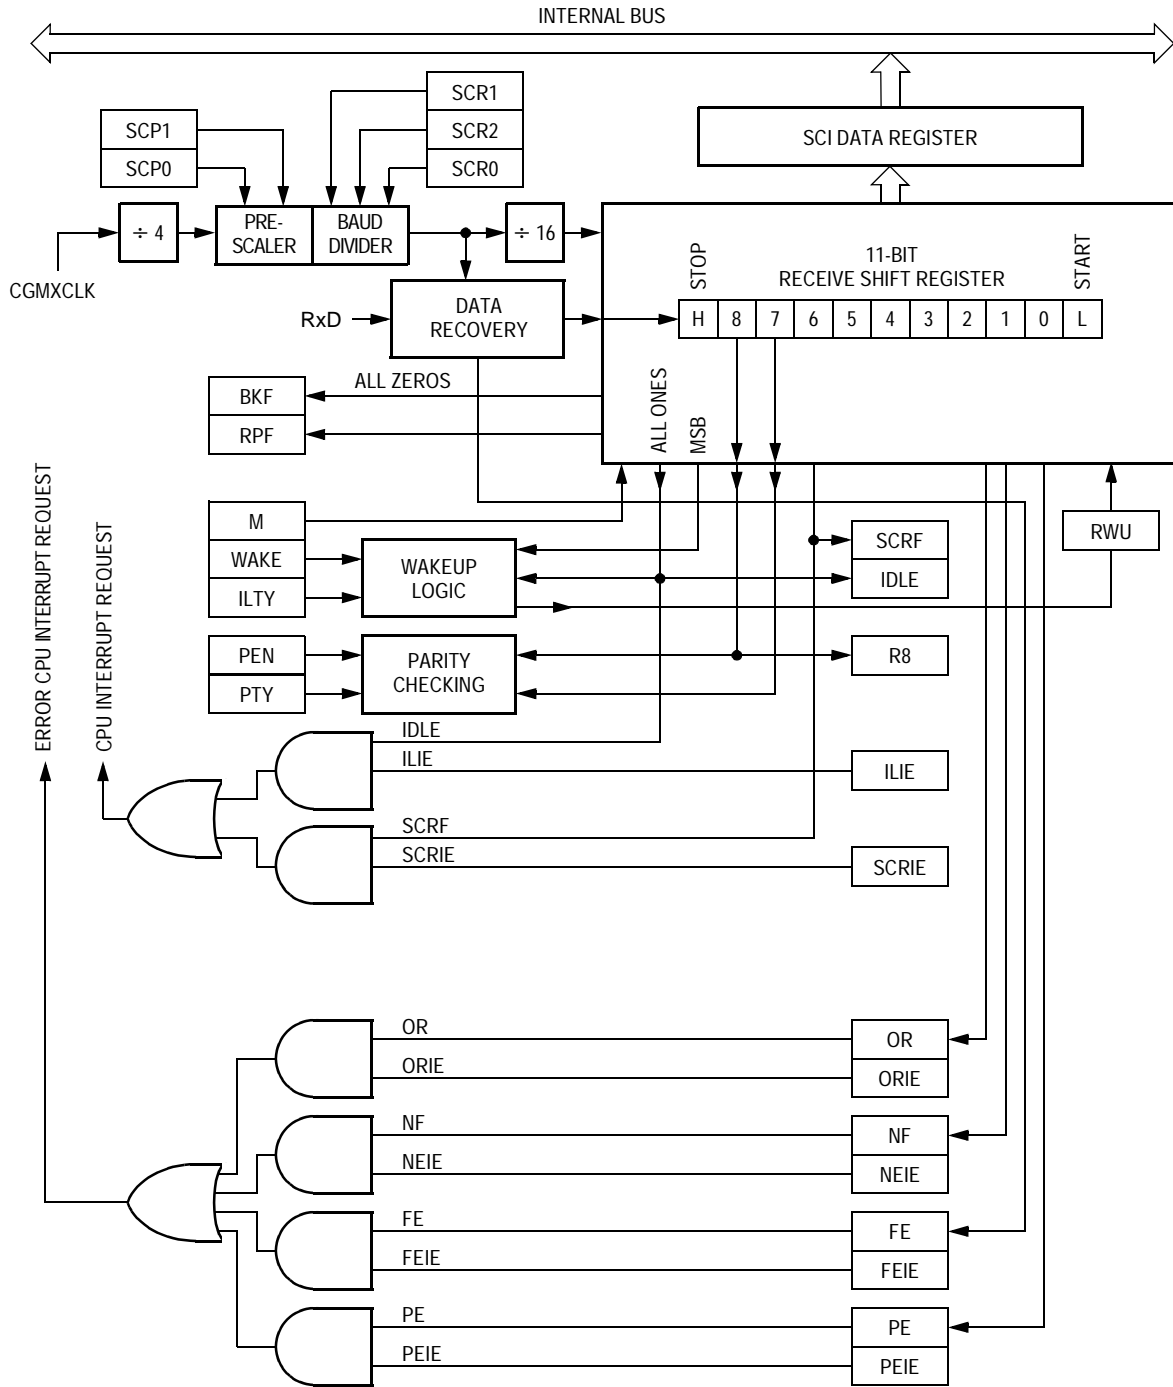 INTERNAL BUS
SCR1
SCP1
SCR2
SCI DATA REGISTER
SCP0
SCR0
÷ 4
PRE-
SCALER
BAUD
DIVIDER
÷ 16
CGMXCLK
STOP
11-BIT
RECEIVE SHIFT REGISTER
START
RxD
DATA
RECOVERY
H 8 7 6 5 4 3 2 1 0 L
ALL ZEROS
BKF
RPF
ALL ONES
MSB
ERROR CPU INTERRUPT REQUEST
CPU INTERRUPT REQUEST
M
WAKE
ILTY
WAKEUP
LOGIC
SCRF
IDLE
RWU
PEN
PTY
PARITY
CHECKING
R8
IDLE
ILIE
ILIE
SCRF
SCRIE
SCRIE
OR
OR
ORIE
ORIE
NF
NF
NEIE
NEIE
FE
FE
FEIE
FEIE
PE
PE
PEIE
PEIE